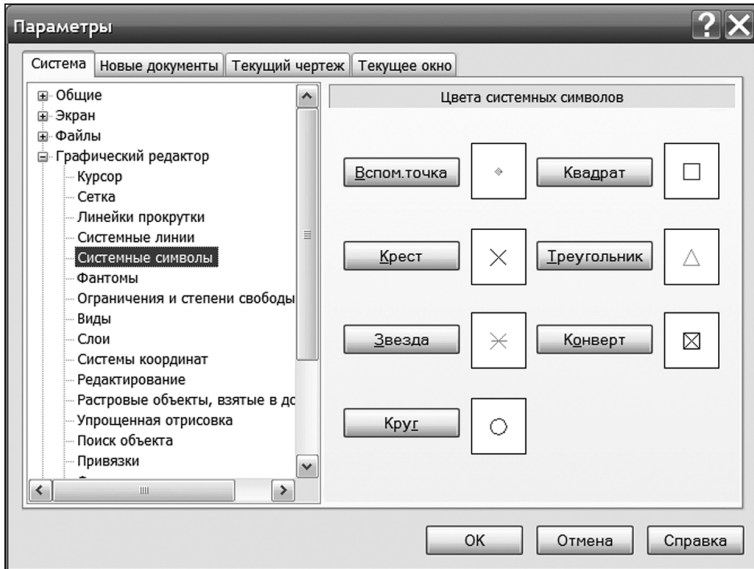 Параметры
Система Новые документы Текущий чертеж Текущее окно
Общие
Экран
Файлы
Графический редактор
Курсор
Сетка
Линейки прокрутки
Системные линии
Системные символы
Фантомы
Ограничения и степени свободы
Виды
Слои
Системы координат
Редактирование
Растровые объекты, взятые в дс
Упрощенная отрисовка
Поиск объекта
Привязки
Цвета системных символов
Вспом.точка Квадрат
Крест Треугольник
Звезда Конверт
Круг
OK Отмена Справка